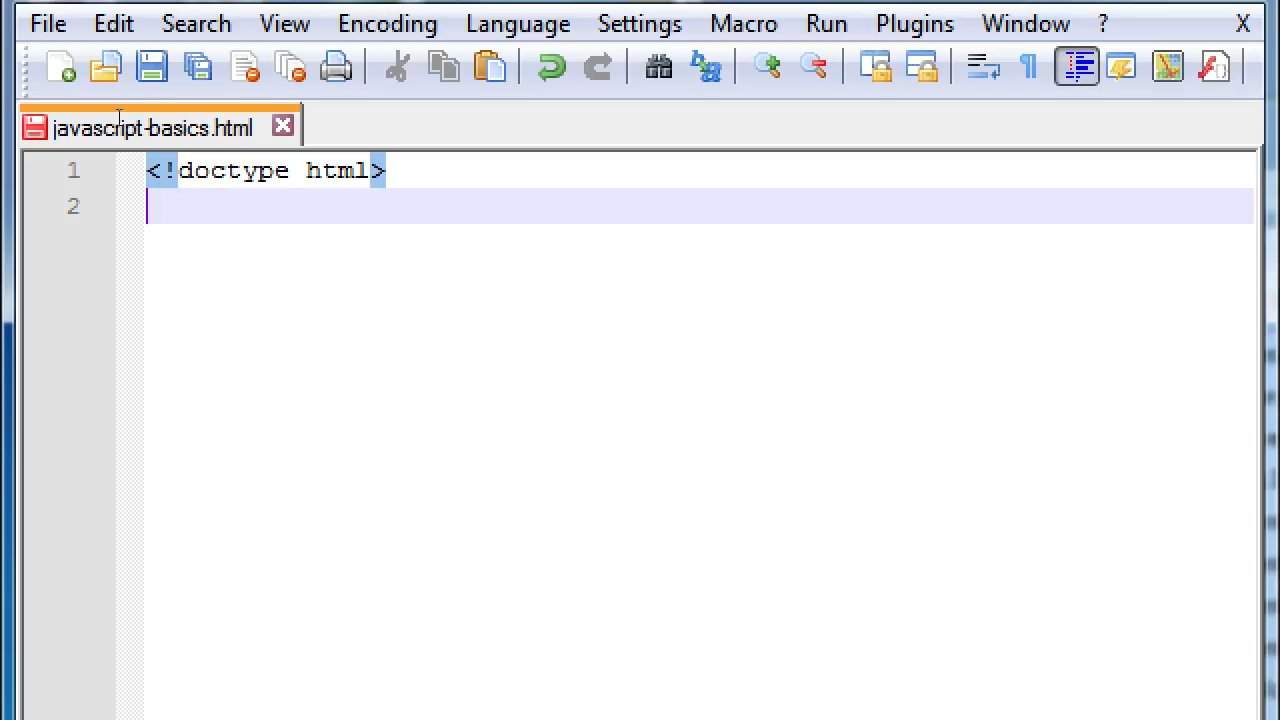 File Edit Search View Encoding Language Settings Macro Run Plugins Window ? X
javascript-basics.html
1 <!doctype html>
2